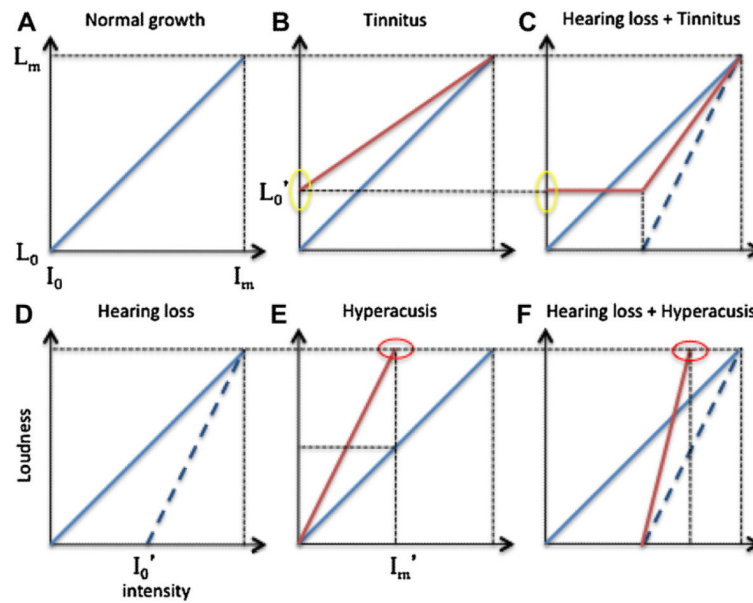 A Normal growth
B Tinnitus
C Hearing loss + Tinnitus
Lm
L0'
L0
I0
Im
D Hearing loss
E Hyperacusis
F Hearing loss + Hyperacusis
Loudness
I0'
Im'
intensity